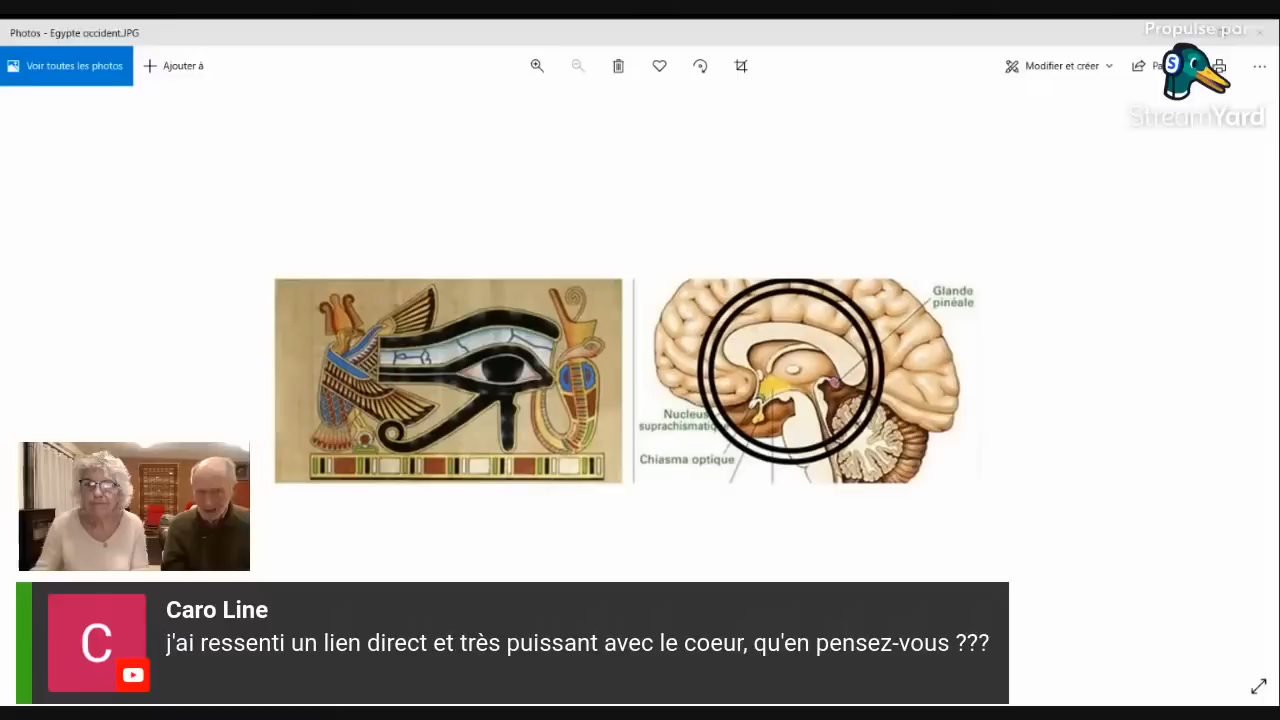 Photos - Egypte occident.JPG
Propulsé par
Voir toutes les photos
Ajouter à
Modifier et créer
StreamYard
Glande
pinéale
Nucleus
Chiasma optique
C
Caro Line
j'ai ressenti un lien direct et très puissant avec le coeur, qu'en pensez-vous ???